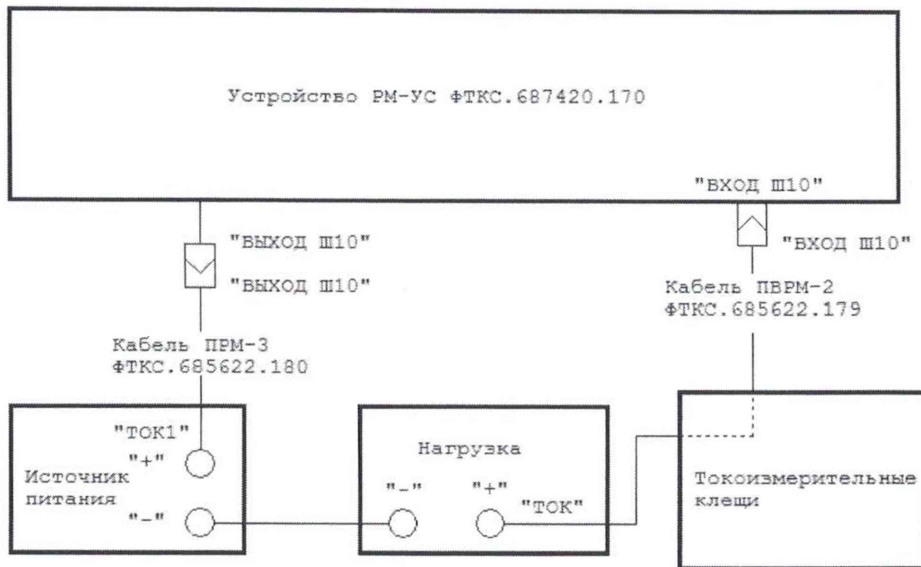 Устройство РМ-УС ФТКС.687420.170
"ВХОД Ш10"
"ВЫХОД Ш10"
"ВХОД Ш10"
"ВЫХОД Ш10"
Кабель ПВРМ-2
ФТКС.685622.179
Кабель ПРМ-3
ФТКС.685622.180
"ТОК1"
"+"
Источник
питания
"-"
Нагрузка
"-"
"+"
"ТОК"
Токоизмерительные
клещи